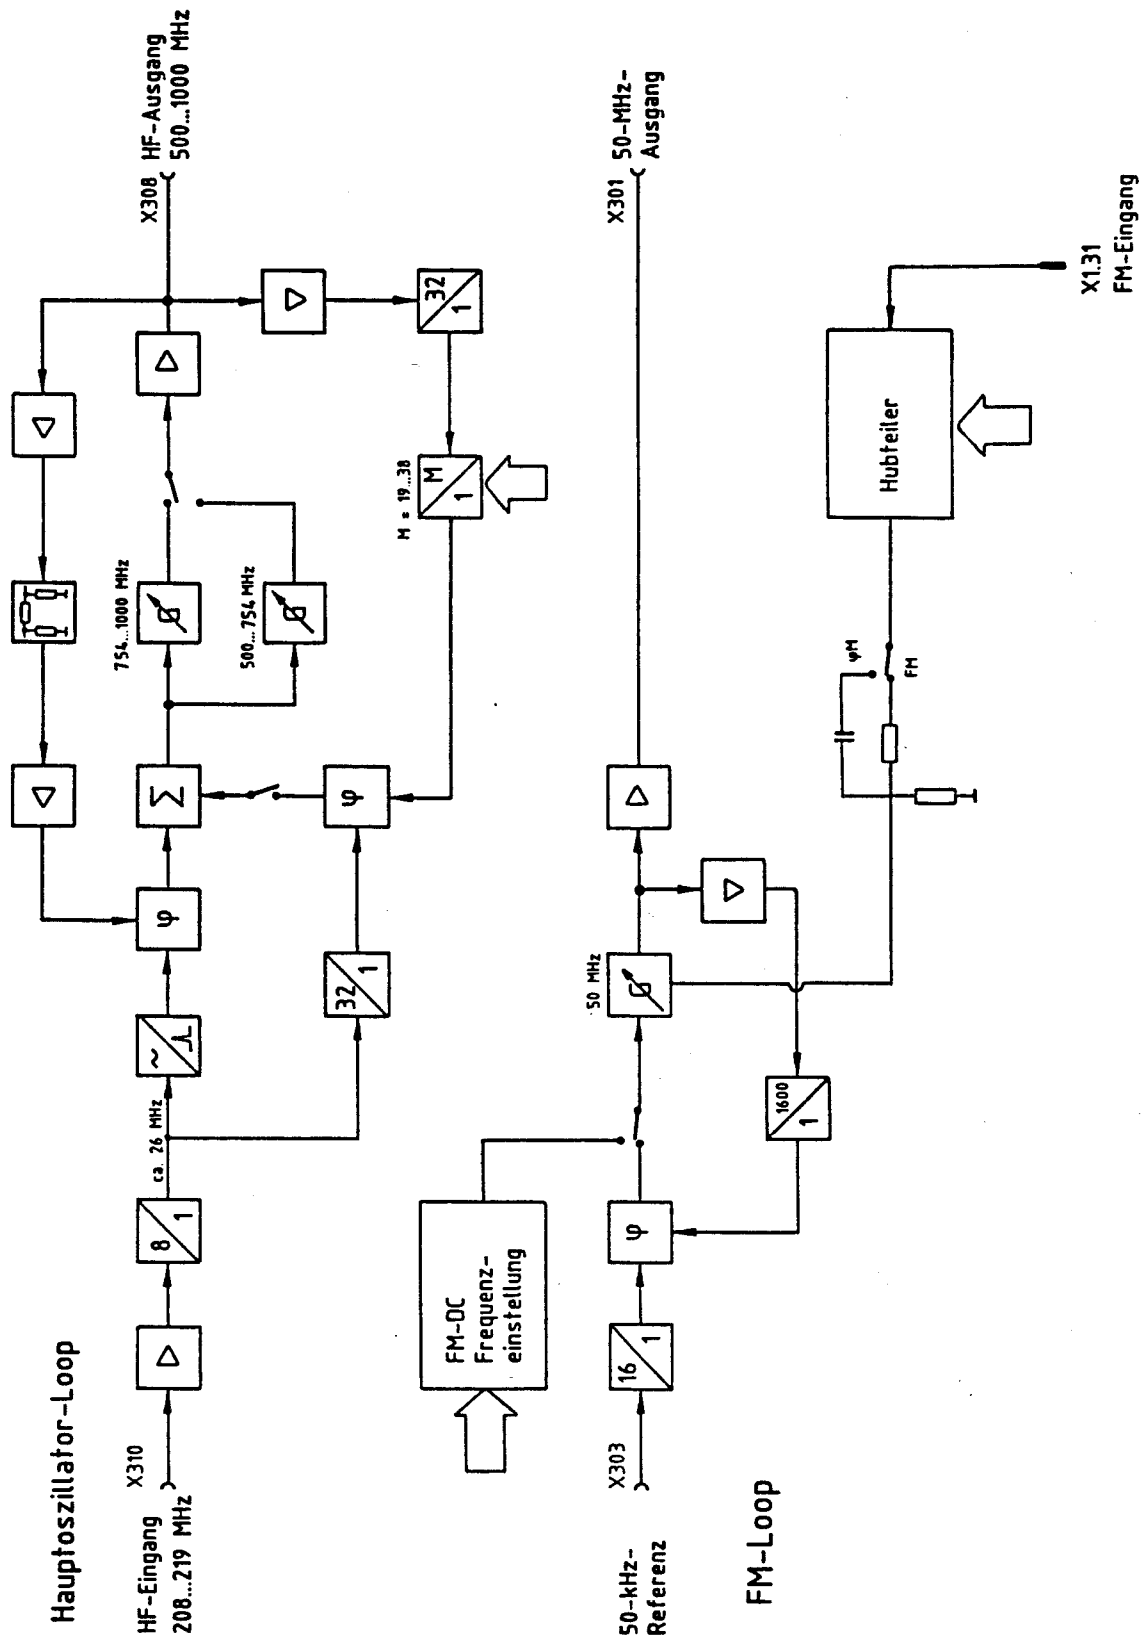 Hauptoszillator-Loop
HF-Eingang
208...219 MHz
X310
▷
8
1
ca. 26 MHz
~
φ
Σ
32
1
φ
754...1000 MHz
G
500...754 MHz
G
M = 19...38
M
1
32
1
X308
HF-Ausgang
500...1000 MHz
FM-DC
Frequenz-
einstellung
50-kHz-
Referenz
X303
16
1
φ
1600
1
50 MHz
G
X301
50-MHz-
Ausgang
φM
FM
Hubteiler
X1.31
FM-Eingang
FM-Loop